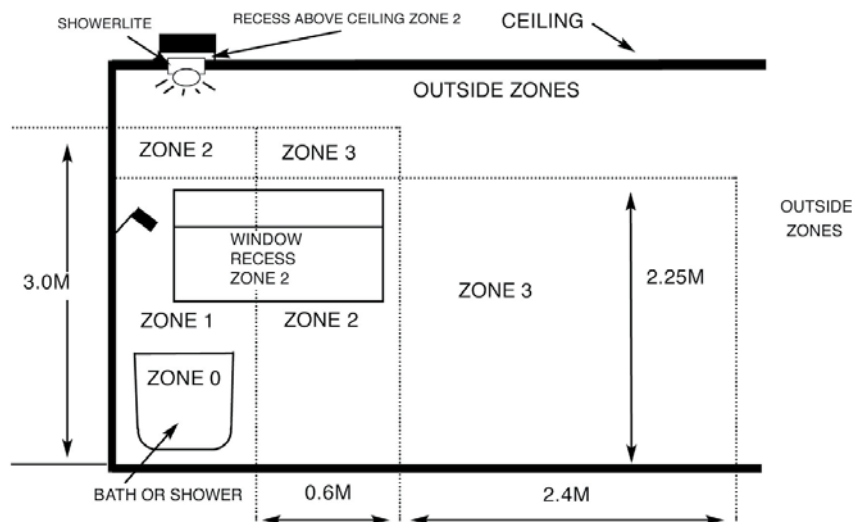 SHOWERLITE
RECESS ABOVE CEILING ZONE 2
CEILING
OUTSIDE ZONES
ZONE 2
ZONE 3
OUTSIDE
ZONES
WINDOW
RECESS
ZONE 2
3.0M
ZONE 3
2.25M
ZONE 1
ZONE 2
ZONE 0
BATH OR SHOWER
0.6M
2.4M